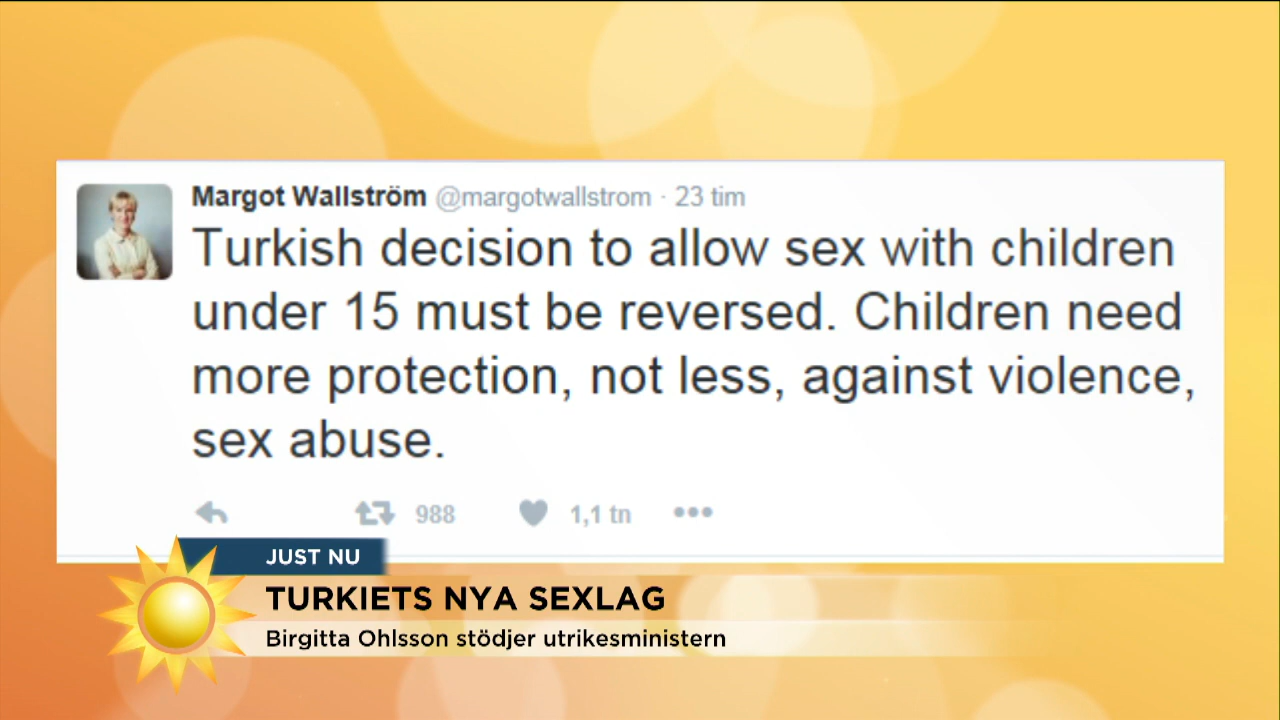 Margot Wallström @margotwallstrom · 23 tim
Turkish decision to allow sex with children
under 15 must be reversed. Children need
more protection, not less, against violence,
sex abuse.
988 1,1 tn
JUST NU
TURKIETS NYA SEXLAG
Birgitta Ohlsson stödjer utrikesministern